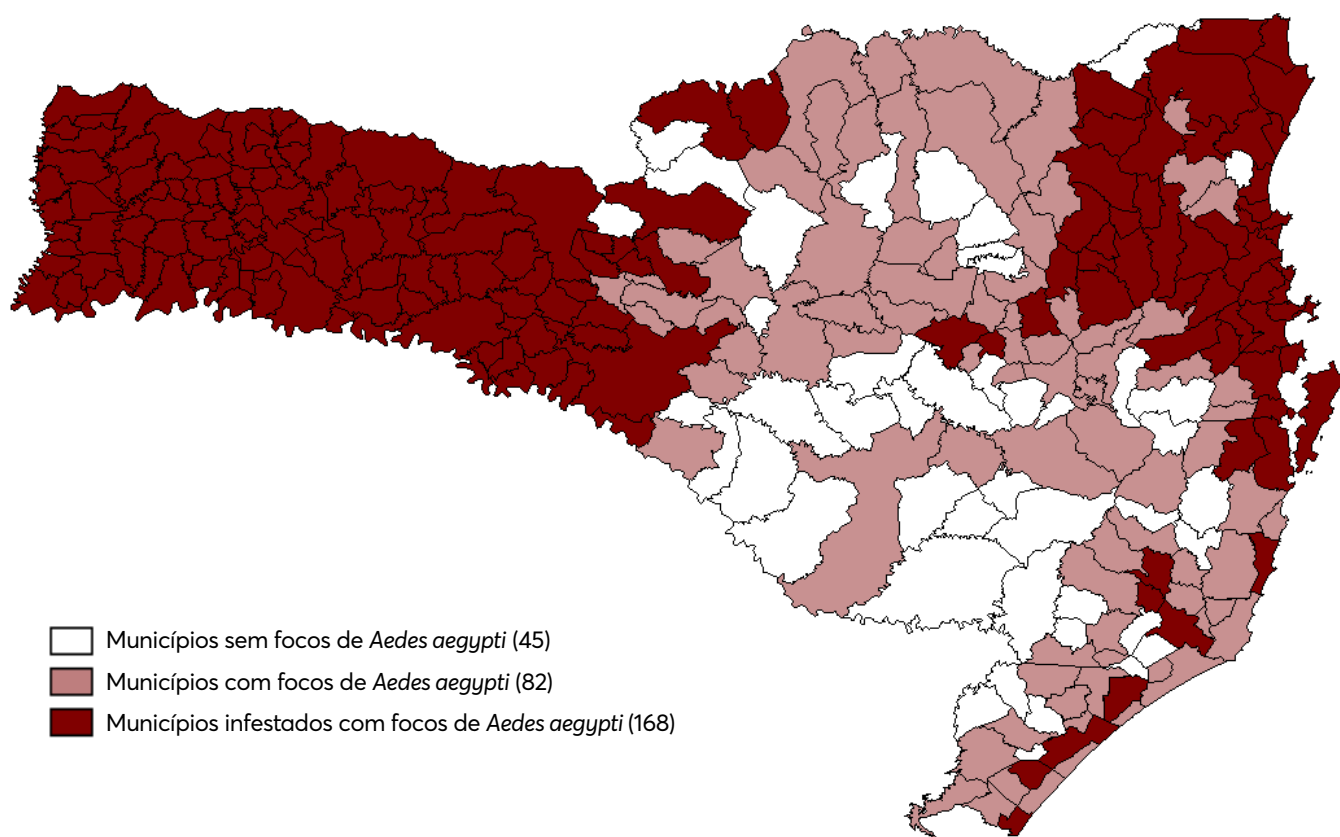 Municípios sem focos de Aedes aegypti (45)
Municípios com focos de Aedes aegypti (82)
Municípios infestados com focos de Aedes aegypti (168)